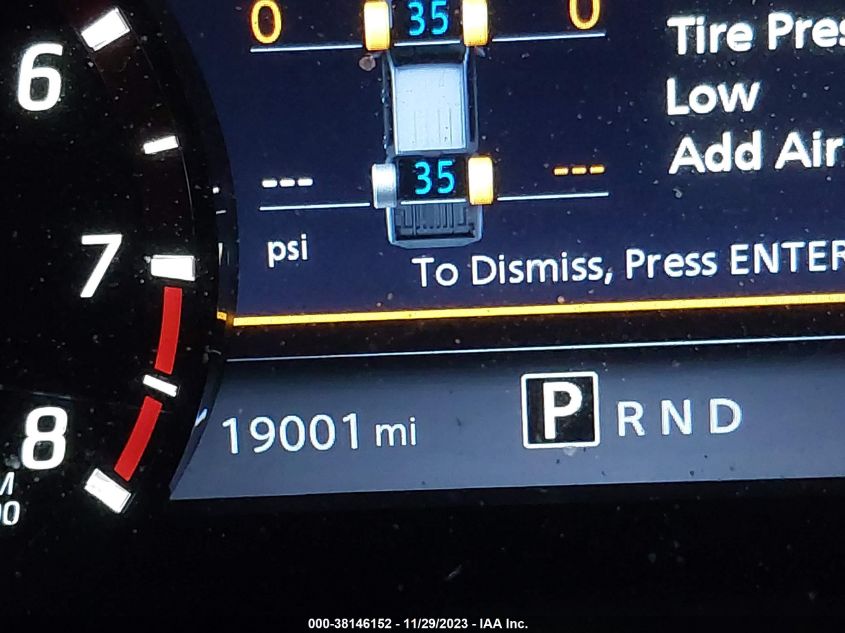 0 35 0
Tire Pres
6
Low
Add Air
--- 35 ---
7
psi
To Dismiss, Press ENTER
P R N D
19001 mi
8
M
00
000-38146152 - 11/29/2023 - IAA Inc.